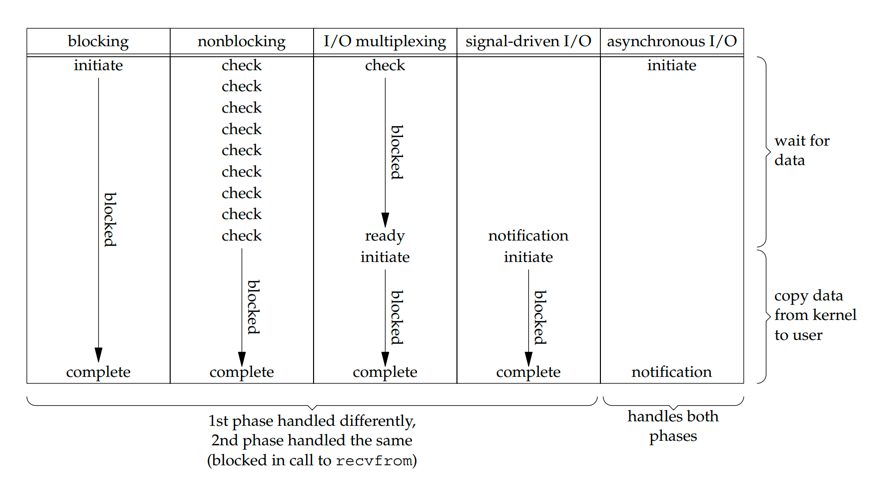 blocking nonblocking I/O multiplexing signal-driven I/O asynchronous I/O
initiate check check initiate
check
check
check
check
check
check
check
check ready notification
initiate initiate
blocked
blocked
blocked
blocked
blocked
complete complete complete complete notification
wait for
data
copy data
from kernel
to user
1st phase handled differently,
2nd phase handled the same
(blocked in call to recvfrom)
handles both
phases